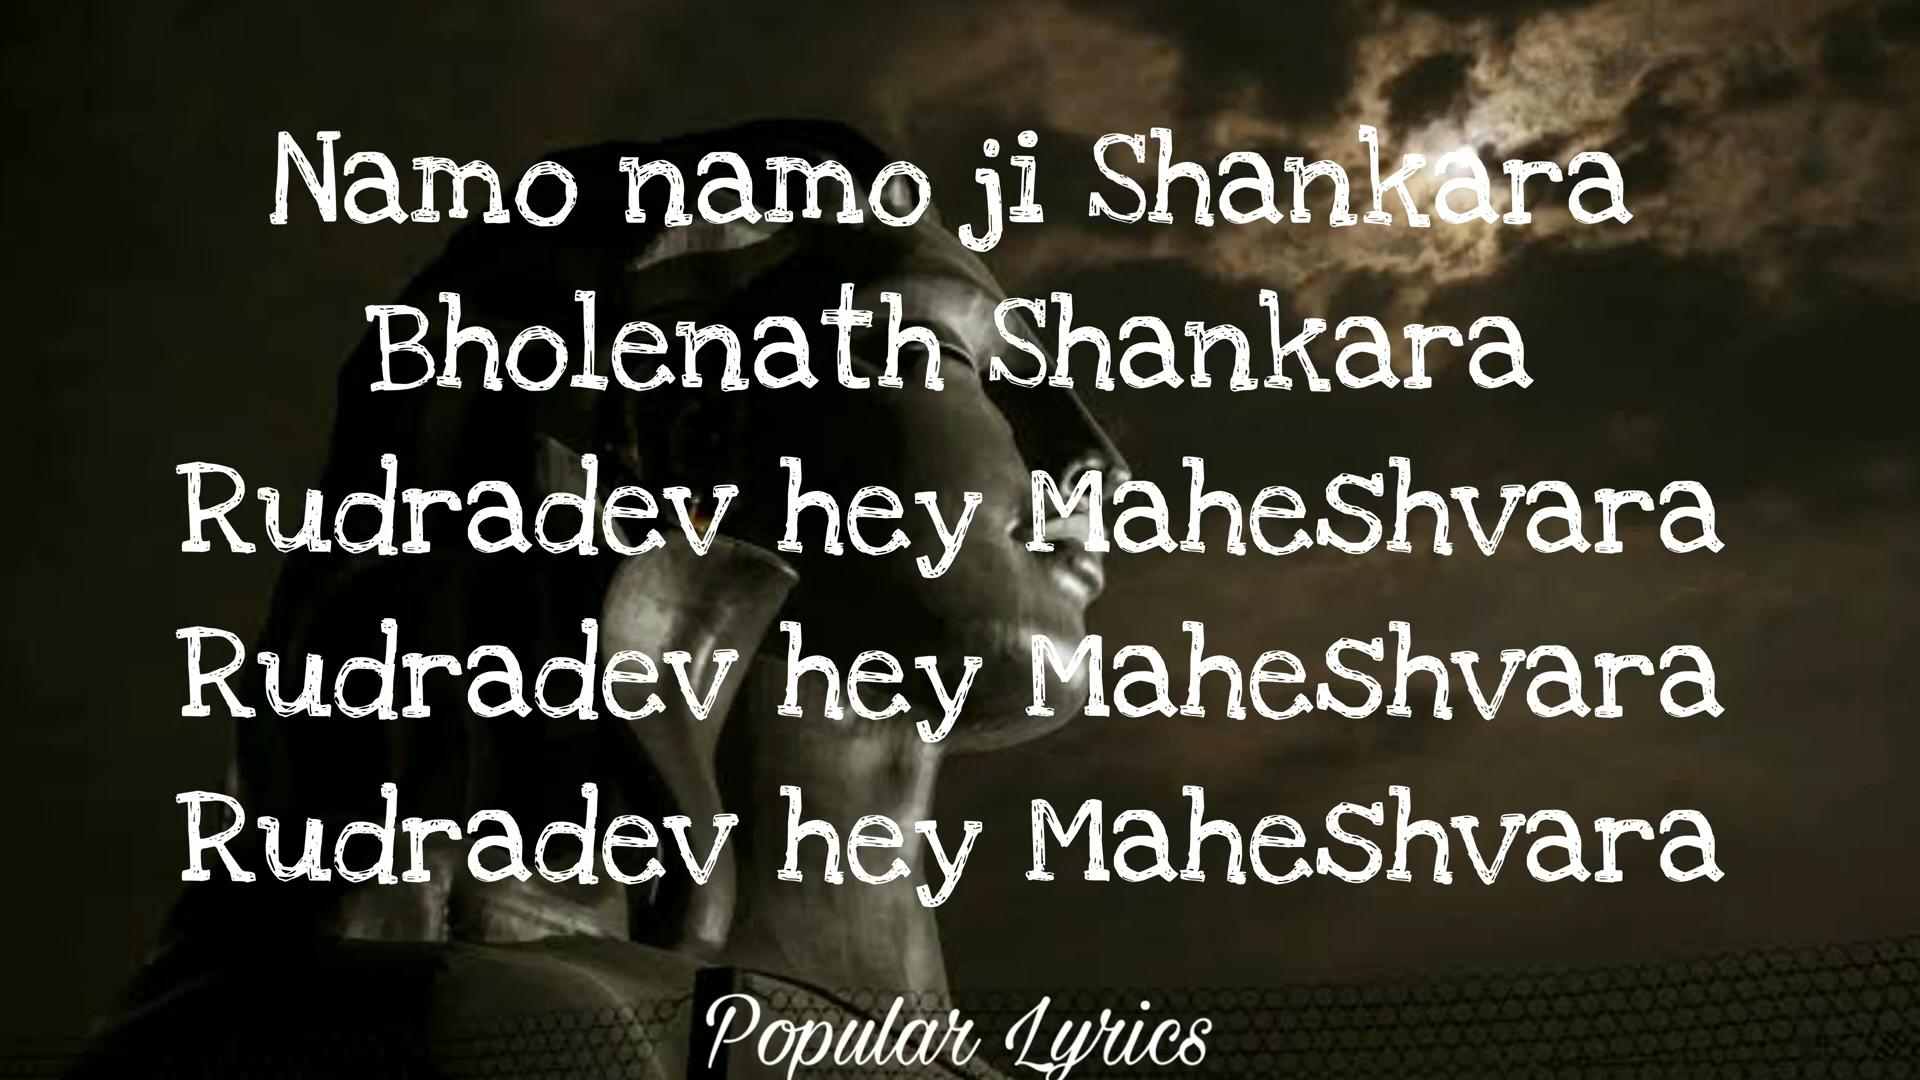 Namo namo ji Shankara
Bholenath Shankara
Rudradev hey Maheshvara
Rudradev hey Maheshvara
Rudradev hey Maheshvara
Popular Lyrics